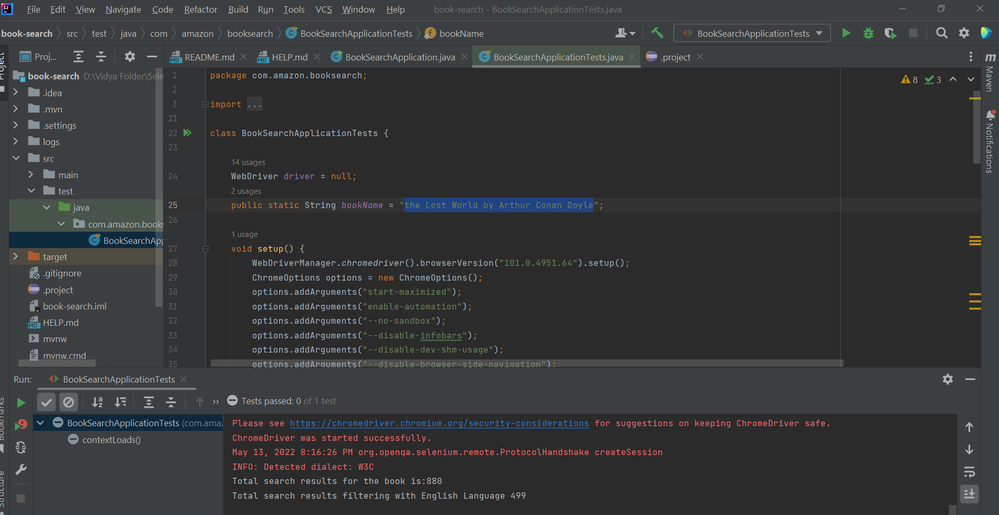 File Edit View Navigate Code Refactor Build Run Tools VCS Window Help book-search - BookSearchApplicationTests.java
book-search src test java com amazon booksearch BookSearchApplicationTests bookName BookSearchApplicationTests
Project
Proj...
README.md HELP.md BookSearchApplication.java BookSearchApplicationTests.java .project
book-search D:\Vidya Folder\Sele
.idea
.mvn
.settings
logs
src
main
test
java
com.amazon.books
BookSearchApp
target
.gitignore
.project
book-search.iml
HELP.md
mvnw
mvnw.cmd
8 3
1 package com.amazon.booksearch;
2
3 import ...
21
22 class BookSearchApplicationTests {
23
14 usages
24 WebDriver driver = null;
2 usages
25 public static String bookName = "the Lost World by Arthur Conan Doyle";
26
1 usage
27 void setup() {
28 WebDriverManager.chromedriver().browserVersion("101.0.4951.64").setup();
29 ChromeOptions options = new ChromeOptions();
30 options.addArguments("start-maximized");
31 options.addArguments("enable-automation");
32 options.addArguments("--no-sandbox");
33 options.addArguments("--disable-infobars");
34 options.addArguments("--disable-dev-shm-usage");
35 options.addArguments("--disable-browser-side-navigation");
m Maven
Notifications
Run: BookSearchApplicationTests
Tests passed: 0 of 1 test
BookSearchApplicationTests (com.amaz
contextLoads()
Bookmarks
Structure
Please see https://chromedriver.chromium.org/security-considerations for suggestions on keeping ChromeDriver safe.
ChromeDriver was started successfully.
May 13, 2022 8:16:26 PM org.openqa.selenium.remote.ProtocolHandshake createSession
INFO: Detected dialect: W3C
Total search results for the book is:880
Total search results filtering with English Language 499